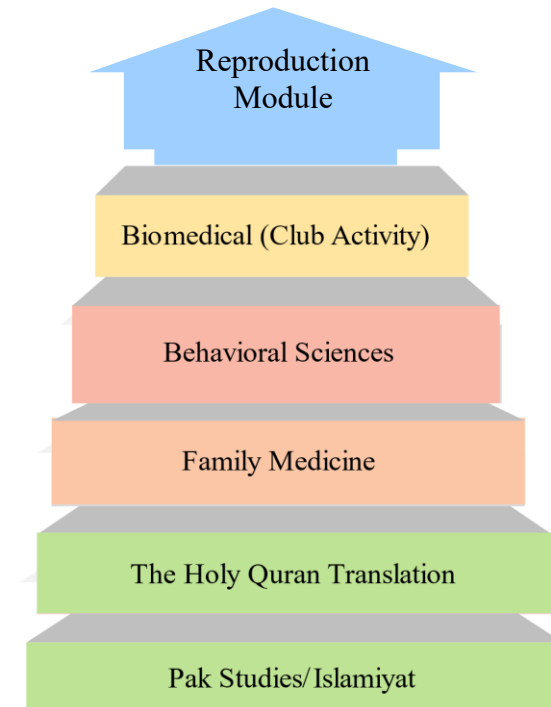 Reproduction
Module
Biomedical (Club Activity)
Behavioral Sciences
Family Medicine
The Holy Quran Translation
Pak Studies/Islamiyat